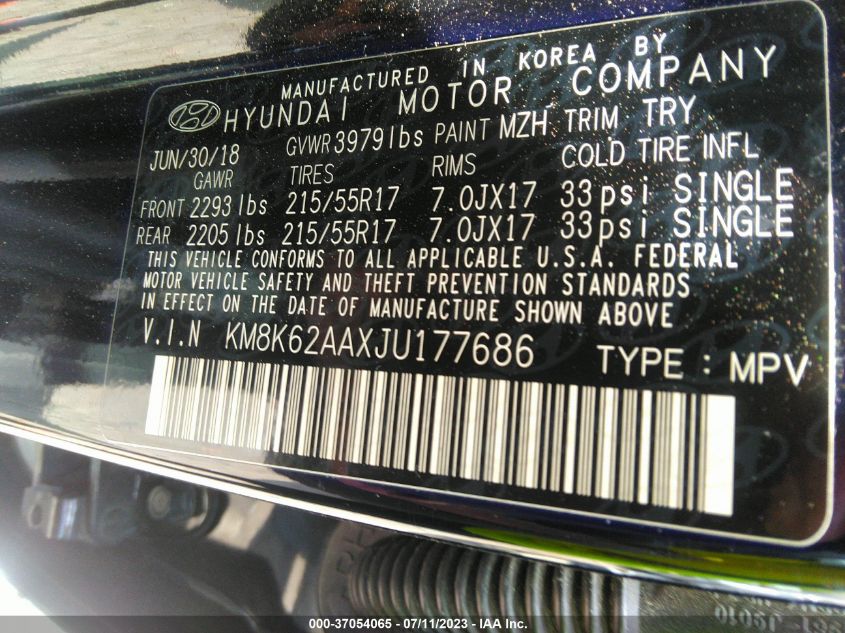 MANUFACTURED IN KOREA BY
HYUNDAI MOTOR COMPANY
JUN/30/18 GVWR 3979lbs PAINT MZH TRIM TRY
GAWR TIRES RIMS COLD TIRE INFL
FRONT 2293lbs 215/55R17 7.0JX17 33psi SINGLE
REAR 2205lbs 215/55R17 7.0JX17 33psi SINGLE
THIS VEHICLE CONFORMS TO ALL APPLICABLE U.S.A. FEDERAL
MOTOR VEHICLE SAFETY AND THEFT PREVENTION STANDARDS
IN EFFECT ON THE DATE OF MANUFACTURE SHOWN ABOVE
V.I.N KM8K62AAXJU177686 TYPE : MPV
000-37054065 - 07/11/2023 - IAA Inc.